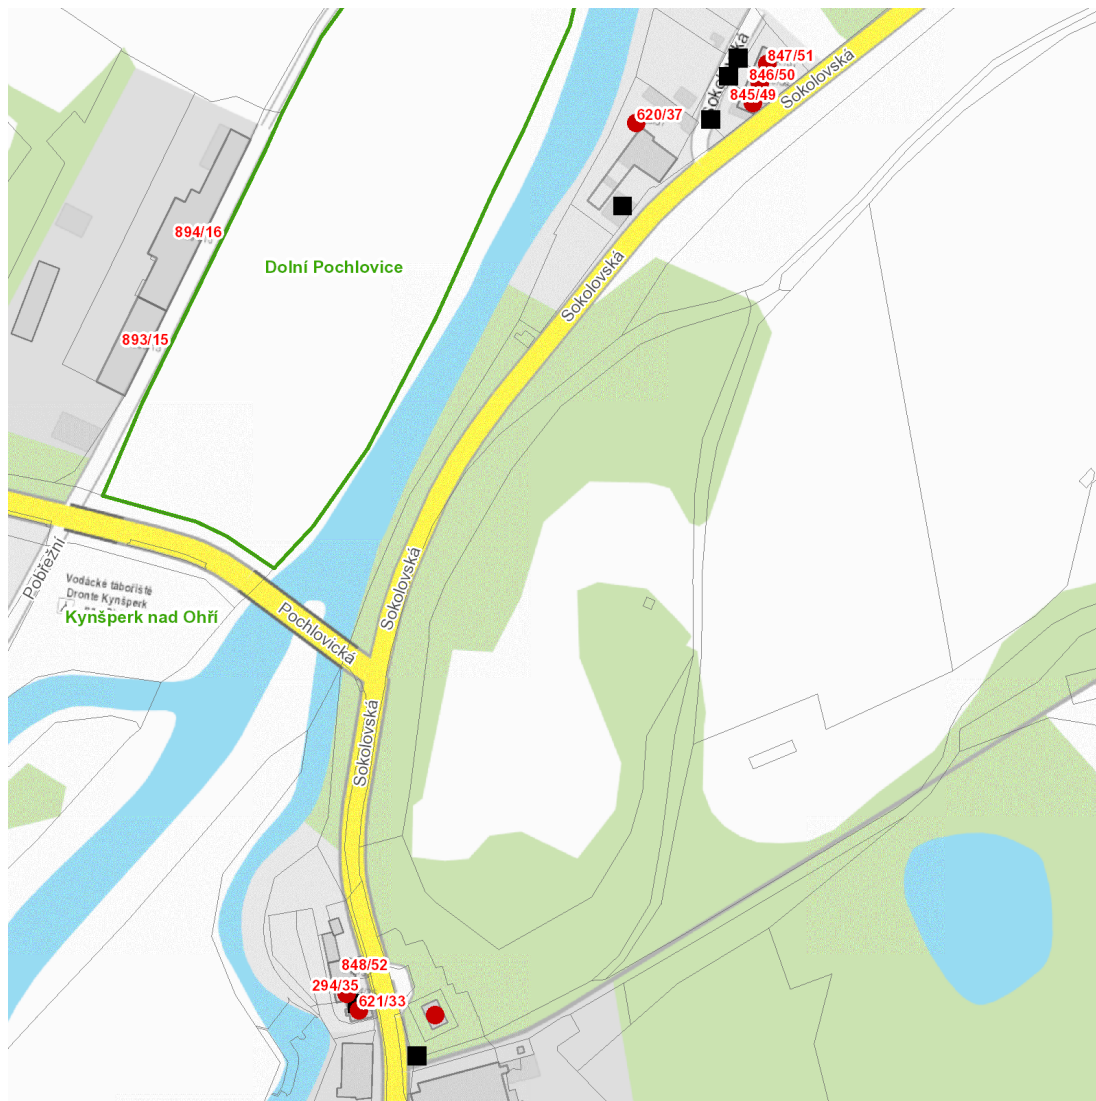 Sokolovská
847/51
846/50
845/49
Sokolovská
620/37
894/16
Dolní Pochlovice
Sokolovská
893/15
Pobřežní
Sokolovská
Vodácké tábořiště
Dronte Kynšperk
Kynšperk nad Ohří
Pochlovická
Sokolovská
848/52
294/35
621/33